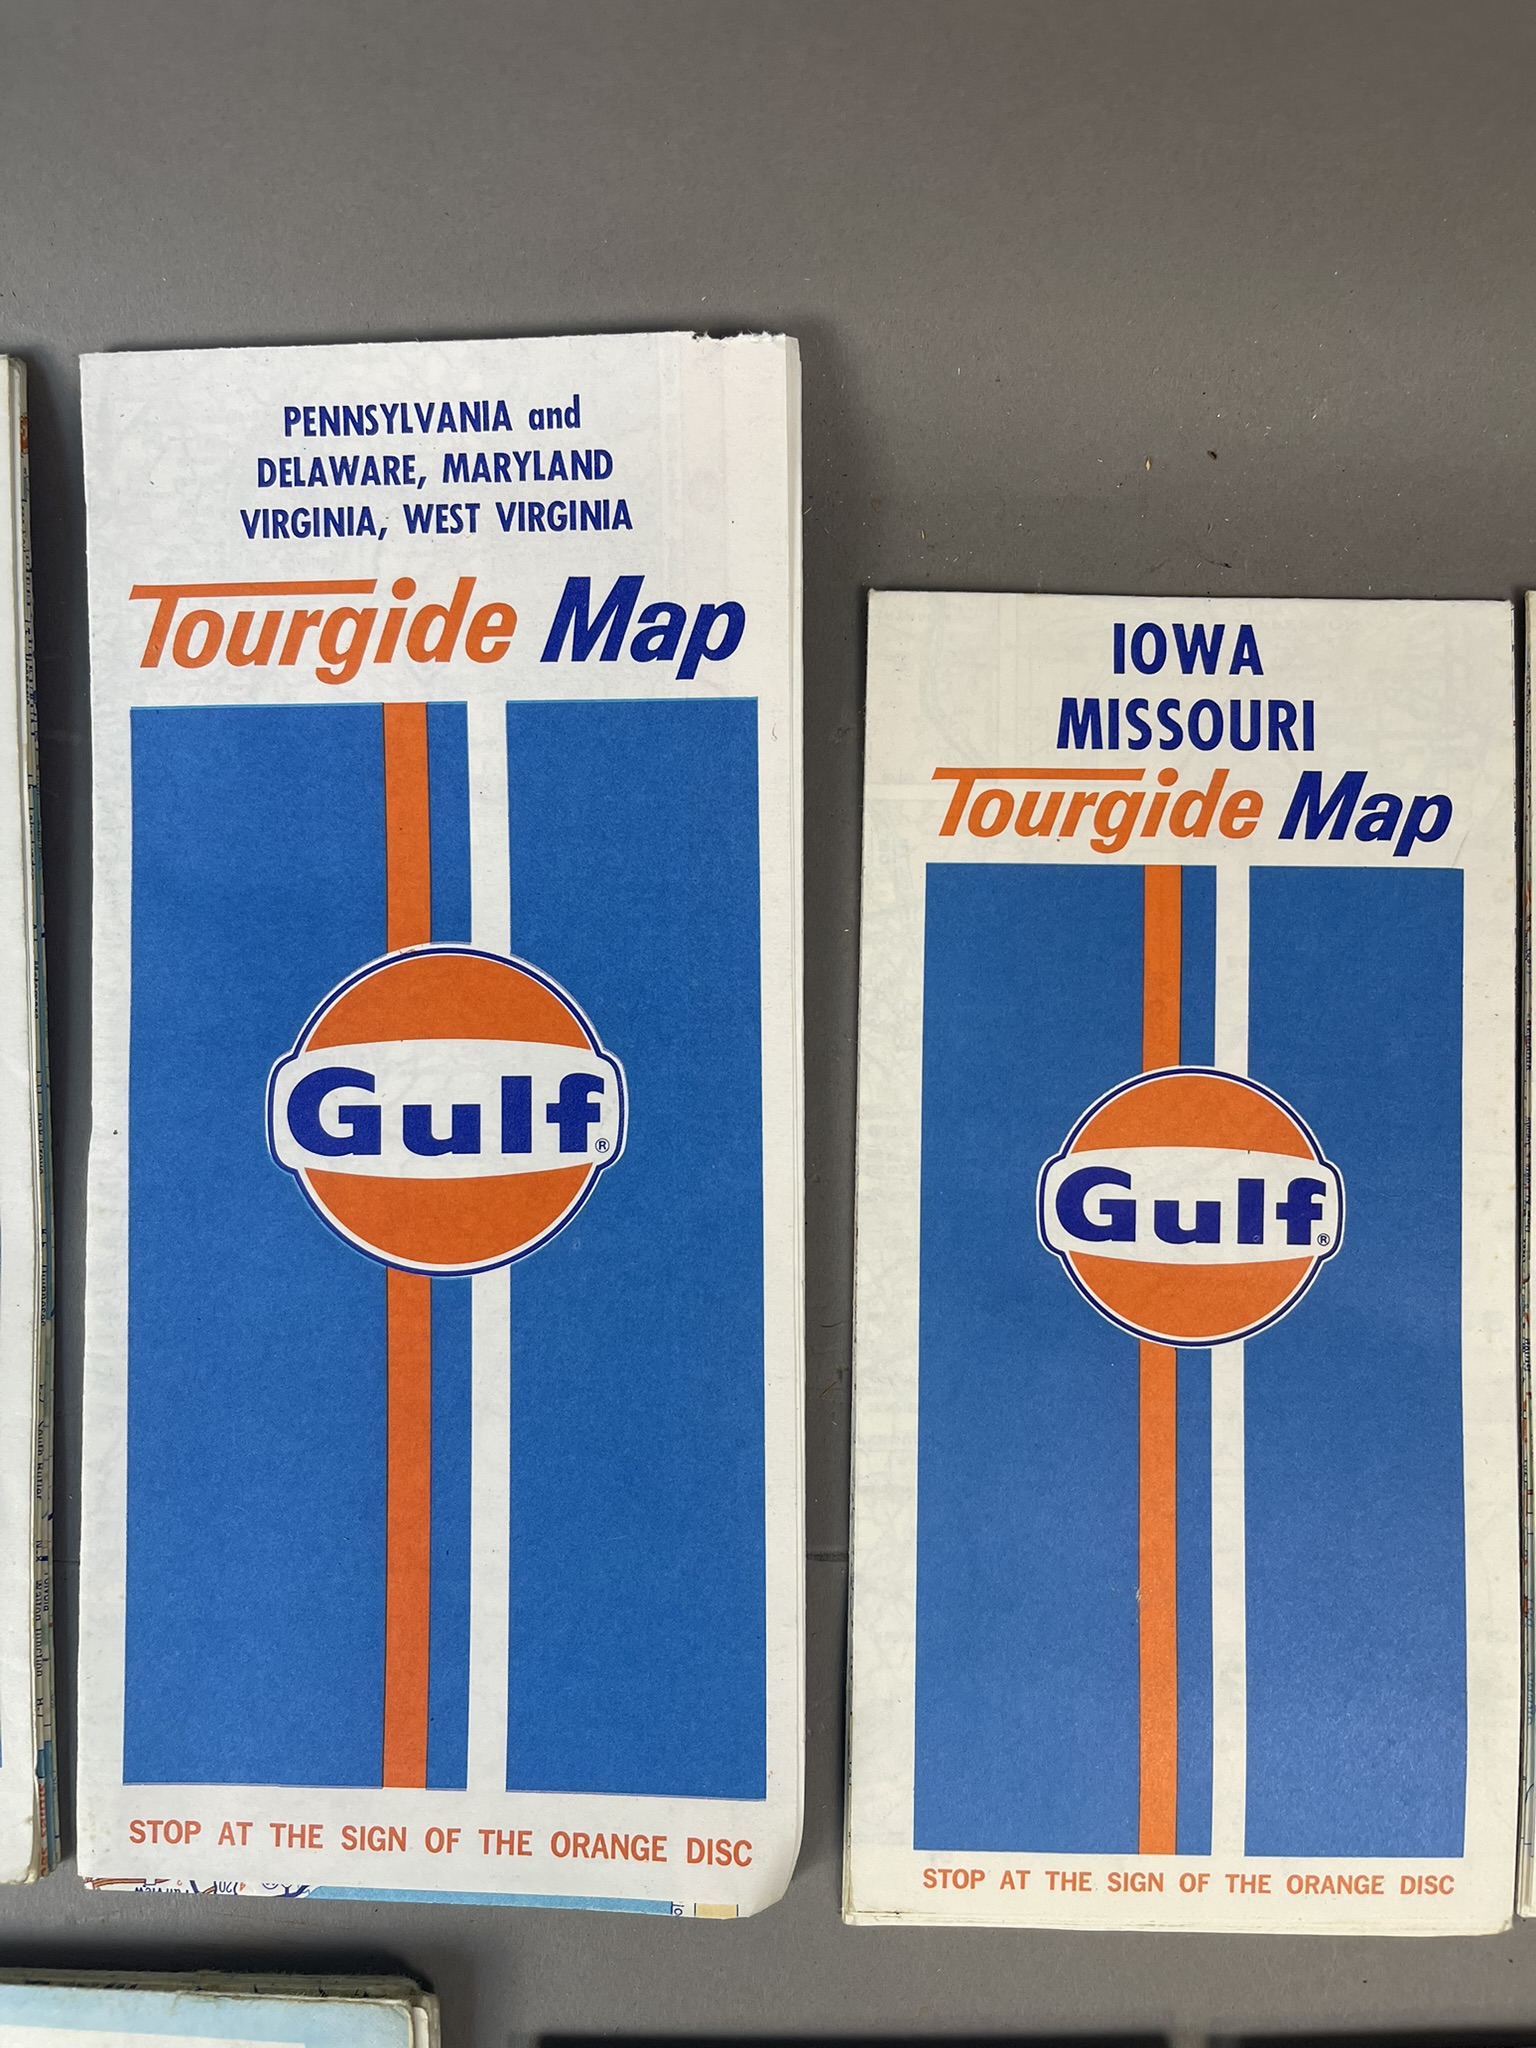 PENNSYLVANIA and
DELAWARE, MARYLAND
VIRGINIA, WEST VIRGINIA
Tourgide Map
Gulf®
STOP AT THE SIGN OF THE ORANGE DISC
IOWA
MISSOURI
Tourgide Map
Gulf®
STOP AT THE SIGN OF THE ORANGE DISC